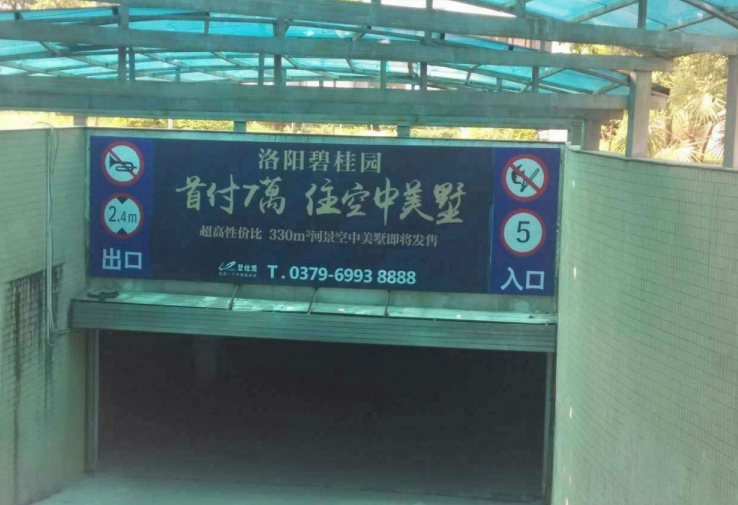 洛阳碧桂园
首付7萬 住空中美墅
超高性价比 330m²河景空中美墅即将发售
碧桂园
T. 0379-6993 8888
2.4m
出口
5
入口